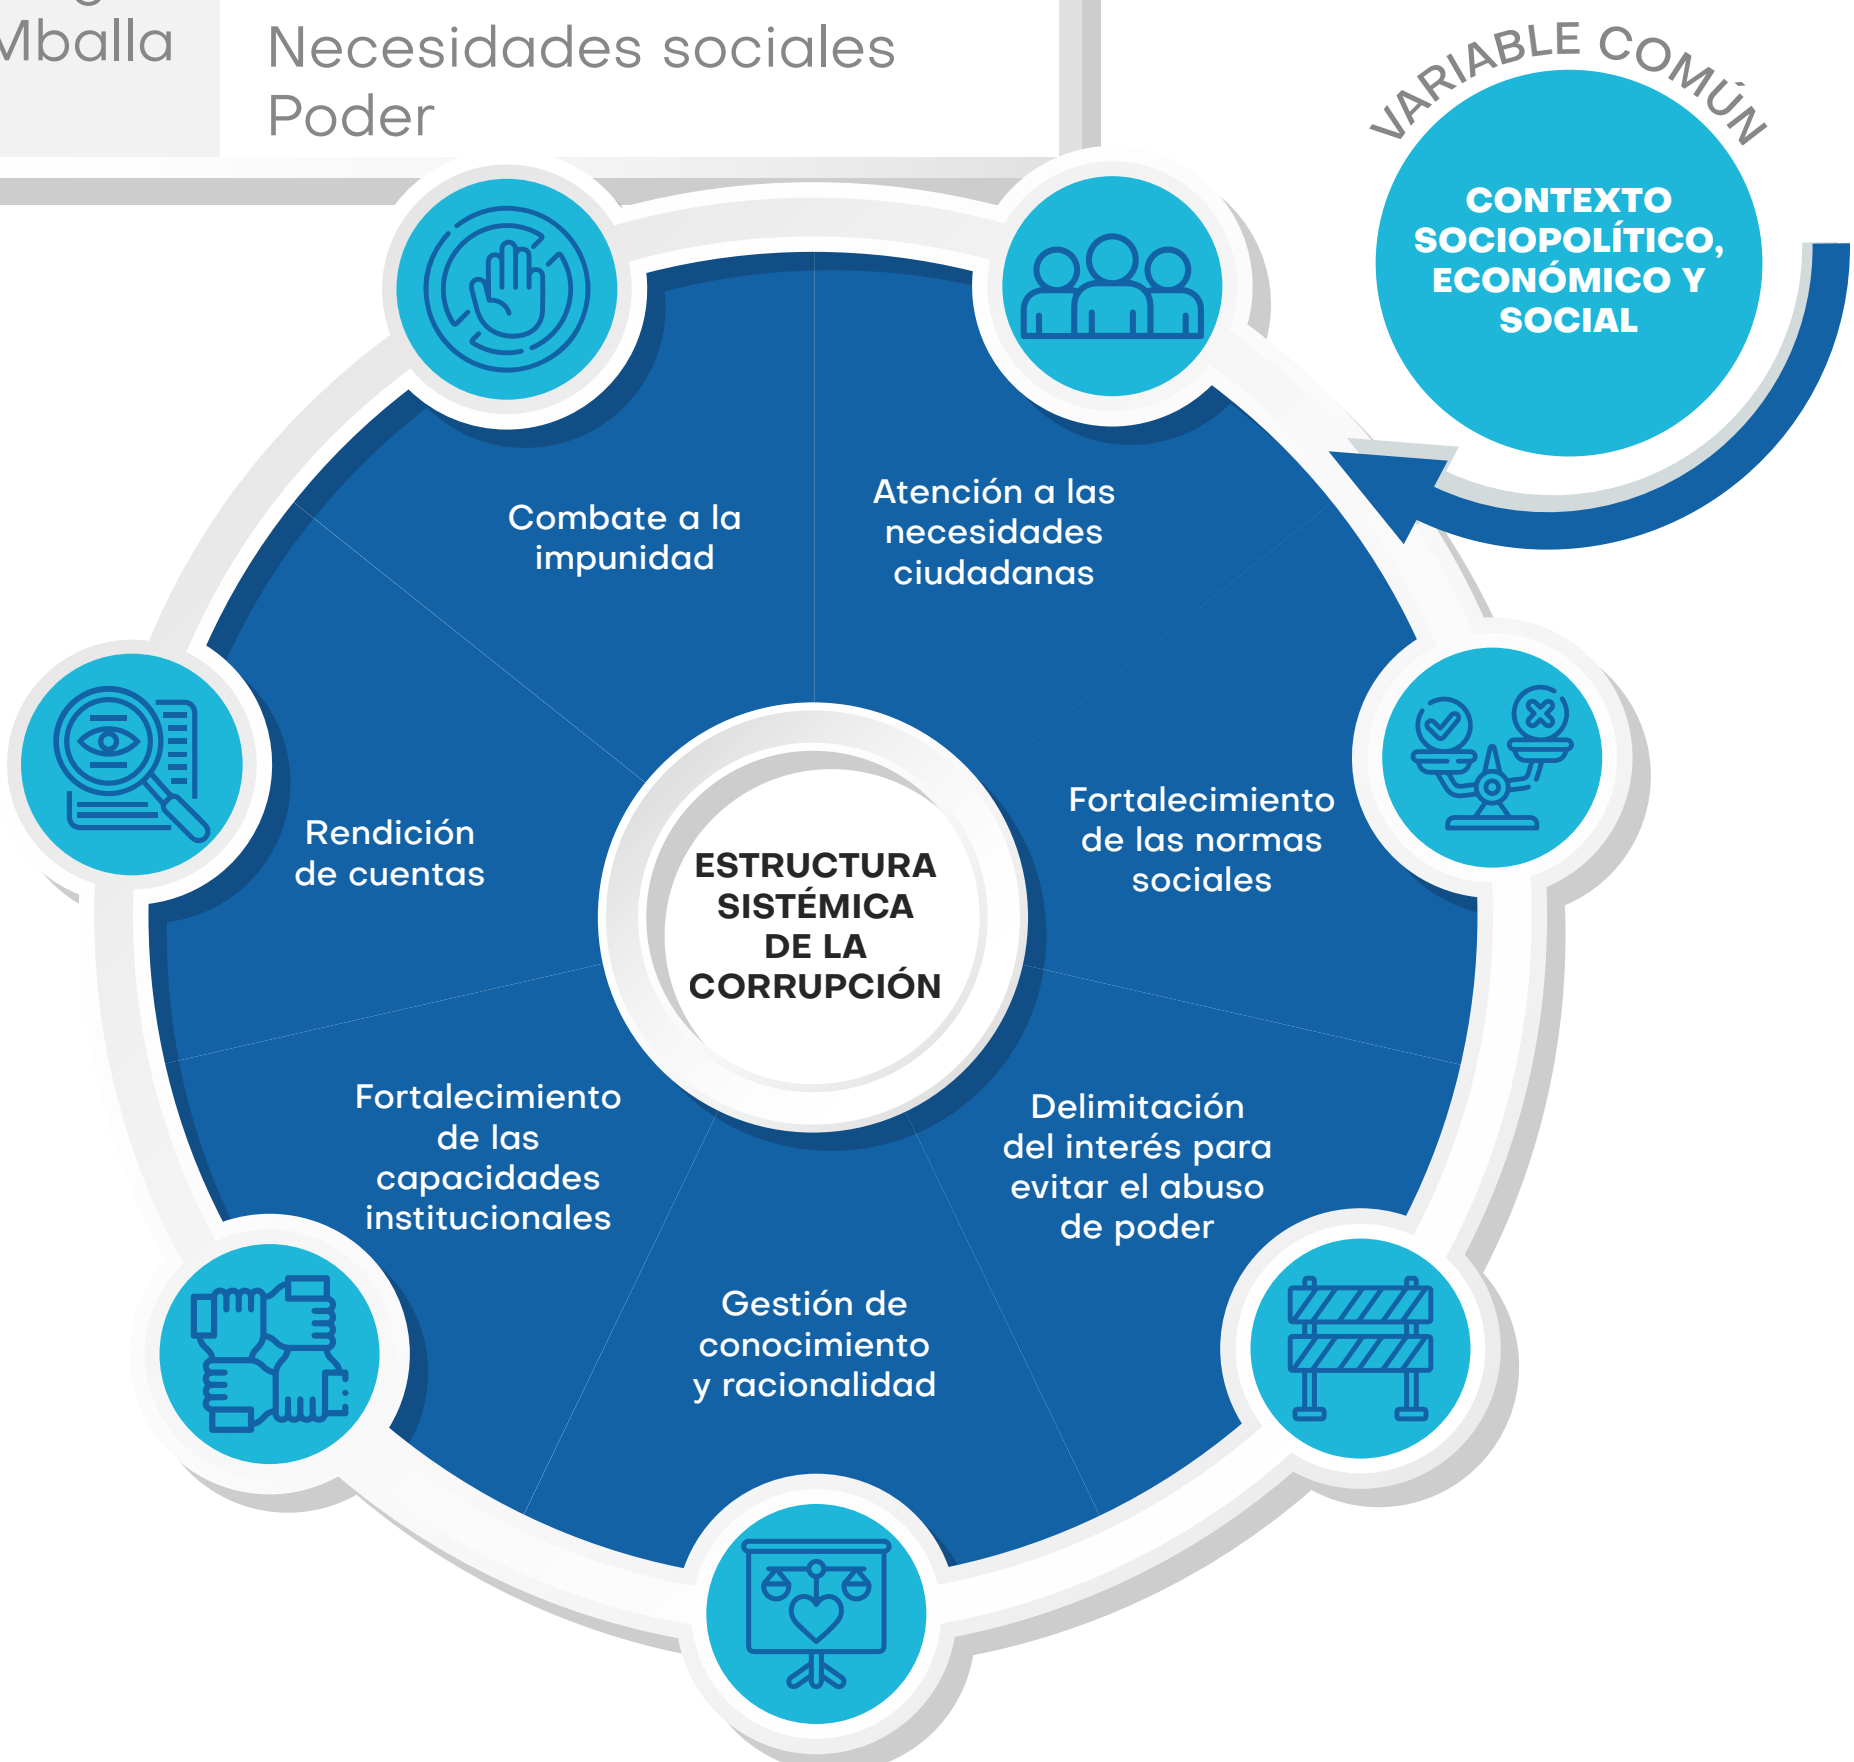 Mballa
Necesidades sociales
Poder
VARIABLE COMÚN
CONTEXTO
SOCIOPOLÍTICO,
ECONÓMICO Y
SOCIAL
Combate a la
impunidad
Atención a las
necesidades
ciudadanas
Fortalecimiento
de las normas
sociales
Rendición
de cuentas
ESTRUCTURA
SISTÉMICA
DE LA
CORRUPCIÓN
Fortalecimiento
de las
capacidades
institucionales
Delimitación
del interés para
evitar el abuso
de poder
Gestión de
conocimiento
y racionalidad